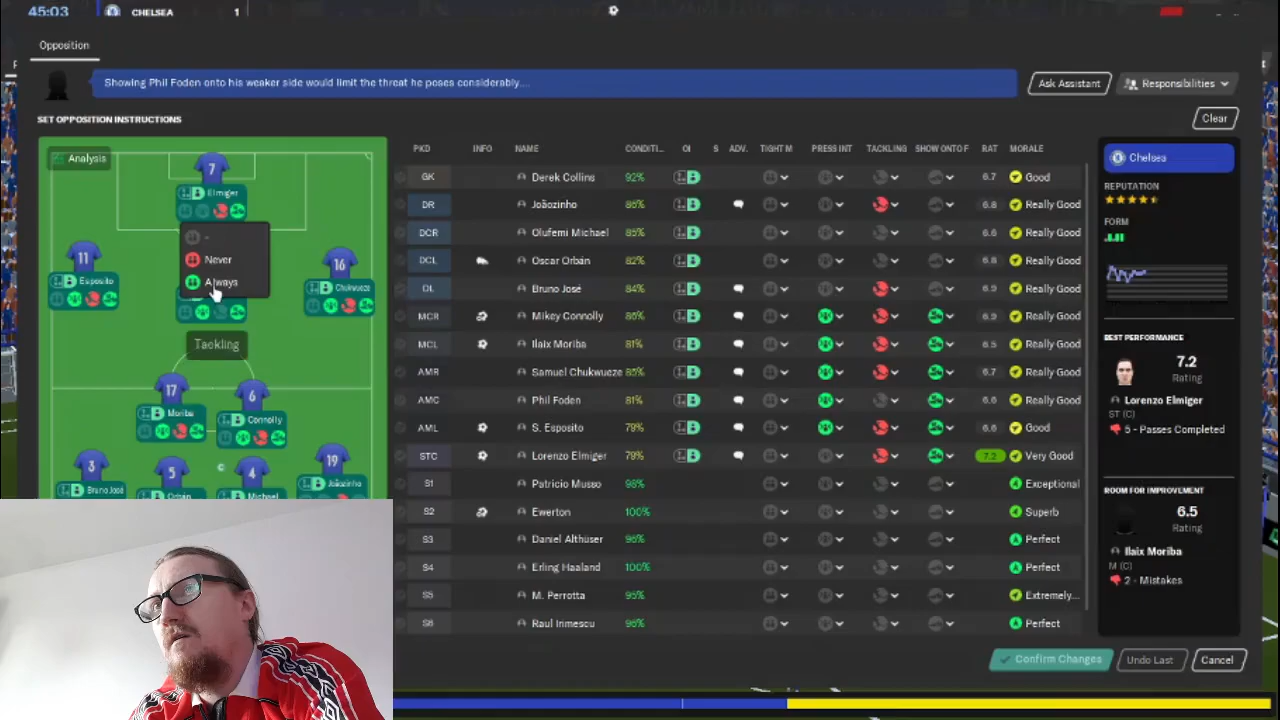 45:03 CHELSEA 1
Opposition
Showing Phil Foden onto his weaker side would limit the threat he poses considerably...
Ask Assistant
Responsibilities
SET OPPOSITION INSTRUCTIONS
Clear
Analysis
7
Elmiger
-
Never
Always
11
Esposito
16
Chukwueze
Tackling
17
Moriba
6
Connolly
3
Bruno José
5
Orbán
4
Michael
19
Joãozinho
PKD INFO NAME CONDITI... OI S ADV. TIGHT M PRESS INT TACKLING SHOW ONTO F RAT MORALE
GK Derek Collins 92% 6.7 Good
DR Joãozinho 86% 6.8 Really Good
DCR Olufemi Michael 85% 6.8 Really Good
DCL Oscar Orbán 82% 6.8 Really Good
DL Bruno José 84% 6.9 Really Good
MCR Mikey Connolly 86% 6.9 Really Good
MCL Ilaix Moriba 81% 6.5 Really Good
AMR Samuel Chukwueze 85% 6.7 Really Good
AMC Phil Foden 81% 6.6 Really Good
AML S. Esposito 79% 6.6 Good
STC Lorenzo Elmiger 79% 7.2 Very Good
S1 Patricio Musso 98% Exceptional
S2 Ewerton 100% Superb
S3 Daniel Althuser 96% Perfect
S4 Erling Haaland 100% Perfect
S5 M. Perrotta 95% Extremely...
S6 Raul Irimescu 96% Perfect
Chelsea
REPUTATION
FORM
BEST PERFORMANCE
7.2
Rating
Lorenzo Elmiger
ST (C)
5 - Passes Completed
ROOM FOR IMPROVEMENT
6.5
Rating
Ilaix Moriba
M (C)
2 - Mistakes
Confirm Changes
Undo Last
Cancel